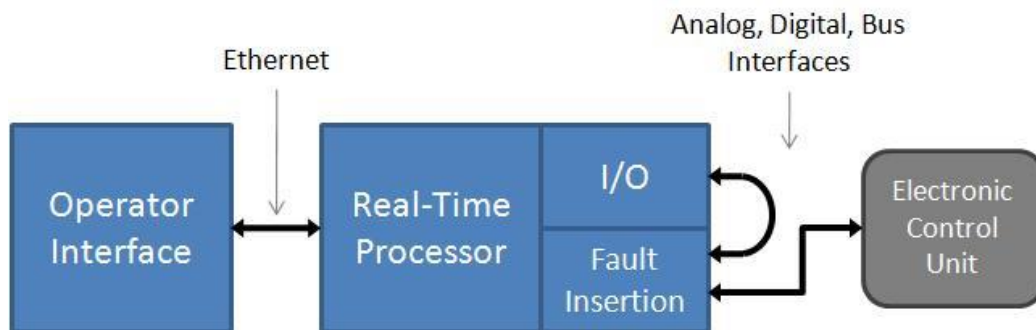 Analog, Digital, Bus
Interfaces
Ethernet
Operator
Interface
Real-Time
Processor
I/O
Fault
Insertion
Electronic
Control
Unit